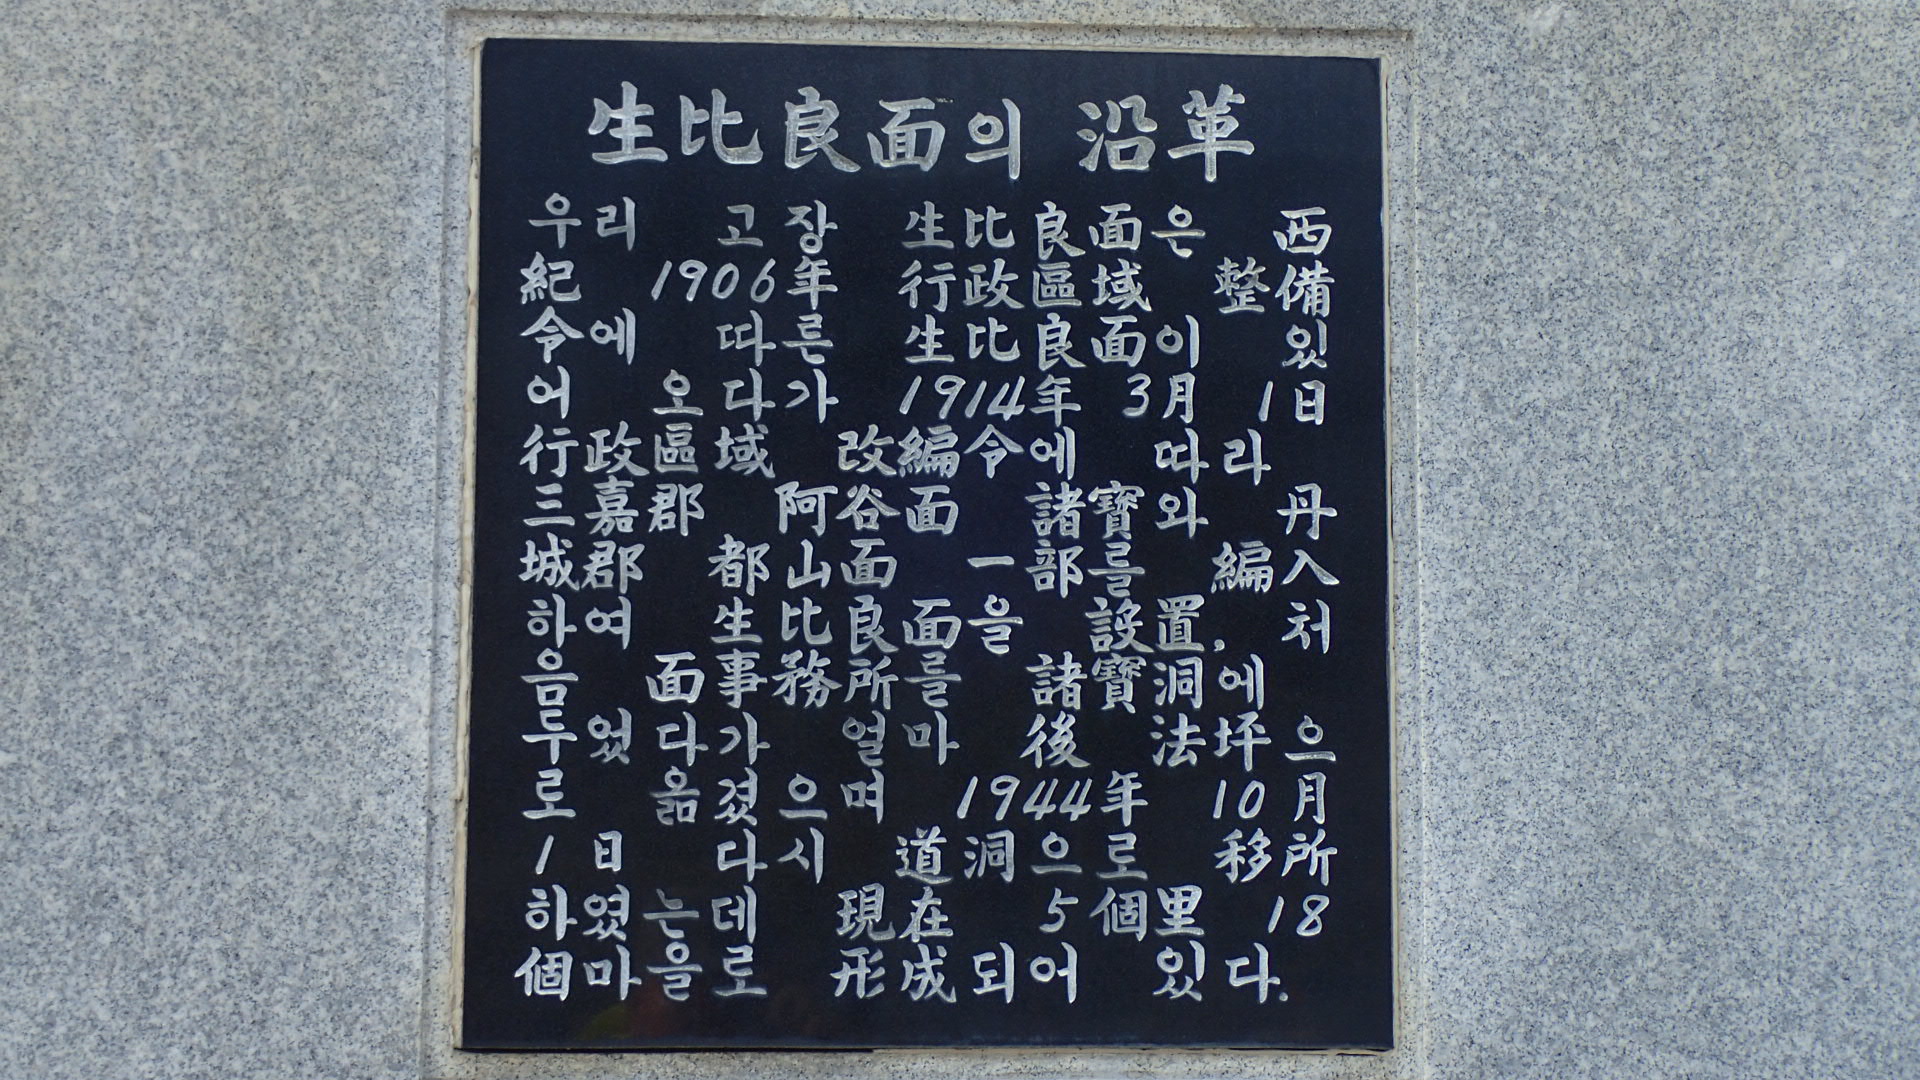 生比良面의 沿革
우리 고장 生比良面은 西
紀 1906年 行政區域 整備
令에 따른 生比良面이 있
어 오다가 1914年 3月 1日
行政區域 改編令에 따라
三嘉郡 阿谷面 諸寶와 丹
城郡 都山面 一部를 編入
하여 生比良面을 設置, 처
음 面事務所를 諸寶洞에
두었다가 얼마 後 法坪으
로 옮겼으며 1944年 10月
1日 다시 道洞으로 移所
하였는데 現在 5個里 18
個마을로 形成되어 있다.